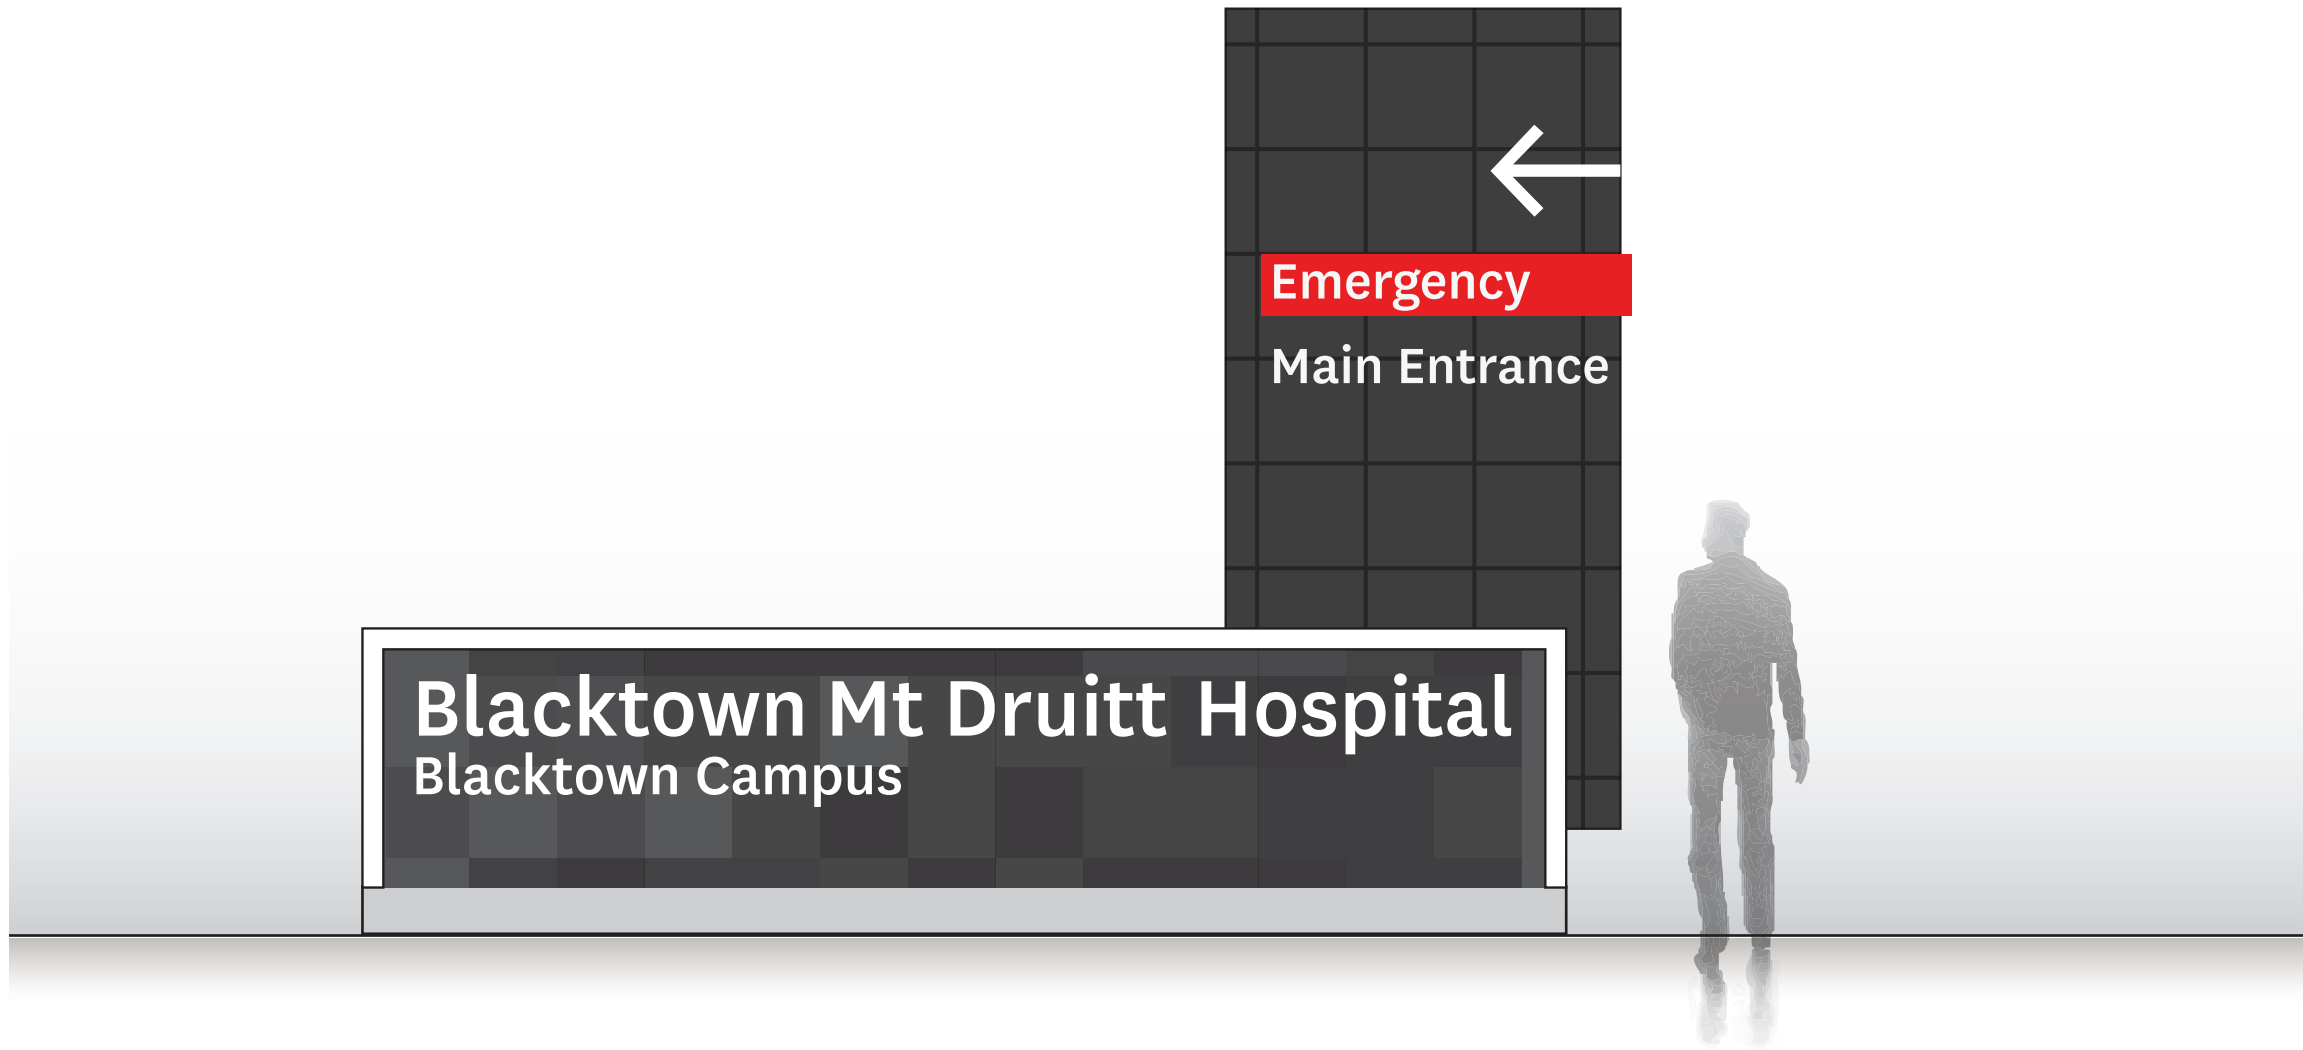 Emergency
Main Entrance
Blacktown Mt Druitt Hospital
Blacktown Campus